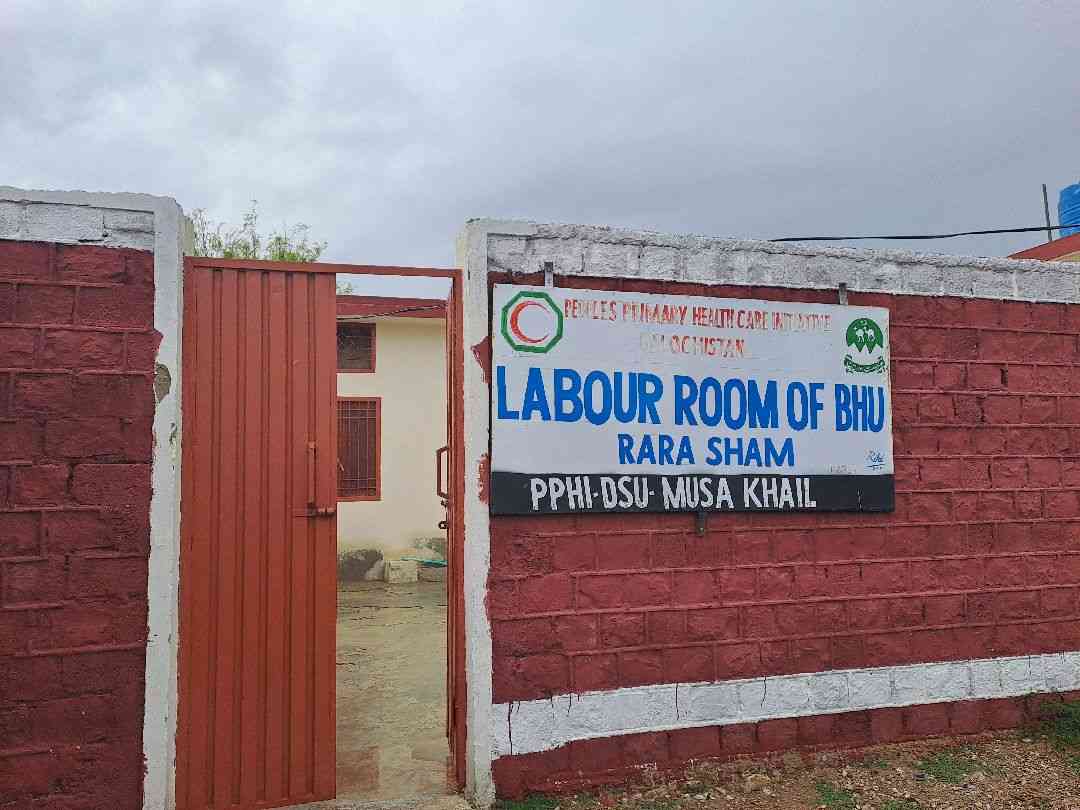 PEOPLES PRIMARY HEALTH CARE INITIATIVE
BALOCHISTAN
LABOUR ROOM OF BHU
RARA SHAM
PPHI-DSU-MUSA KHAIL